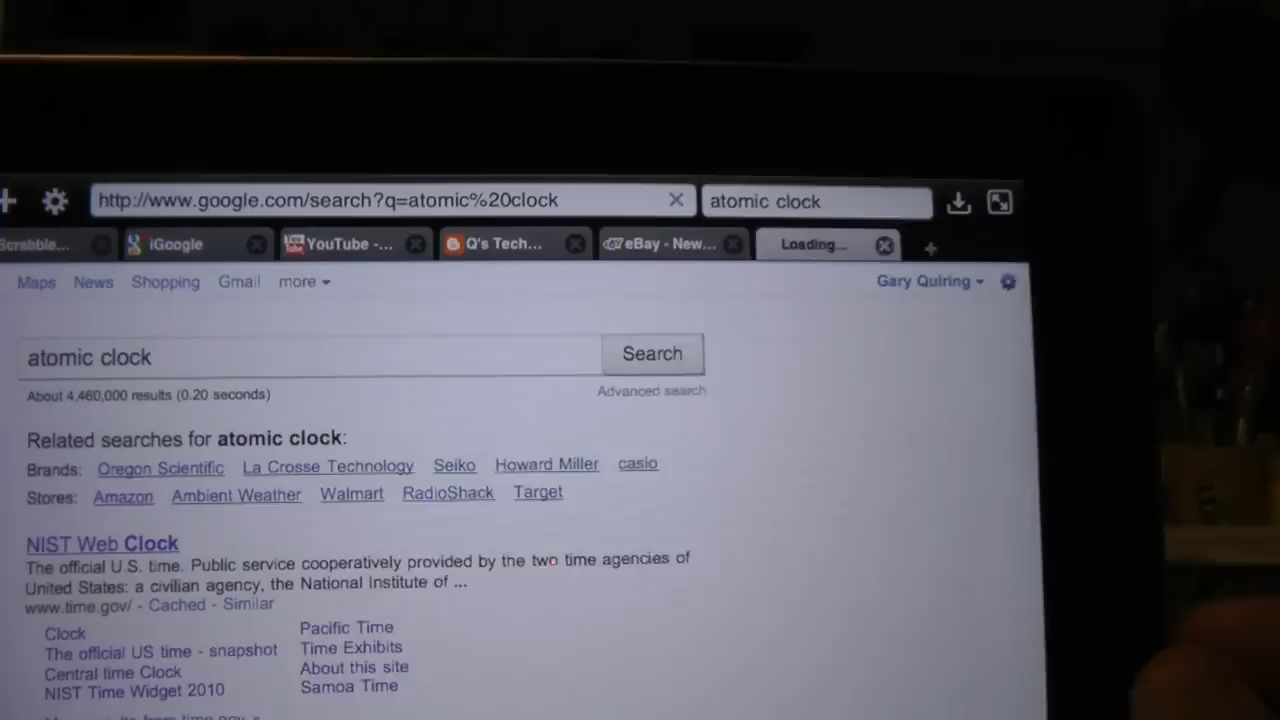 http://www.google.com/search?q=atomic%20clock atomic clock
Scrabble... iGoogle YouTube -... Q's Tech... eBay - New... Loading...
Maps News Shopping Gmail more Gary Quiring
atomic clock Search
About 4,460,000 results (0.20 seconds) Advanced search
Related searches for atomic clock:
Brands: Oregon Scientific La Crosse Technology Seiko Howard Miller casio
Stores: Amazon Ambient Weather Walmart RadioShack Target
NIST Web Clock
The official U.S. time. Public service cooperatively provided by the two time agencies of
United States: a civilian agency, the National Institute of ...
www.time.gov/ - Cached - Similar
Clock Pacific Time
The official US time - snapshot Time Exhibits
Central time Clock About this site
NIST Time Widget 2010 Samoa Time